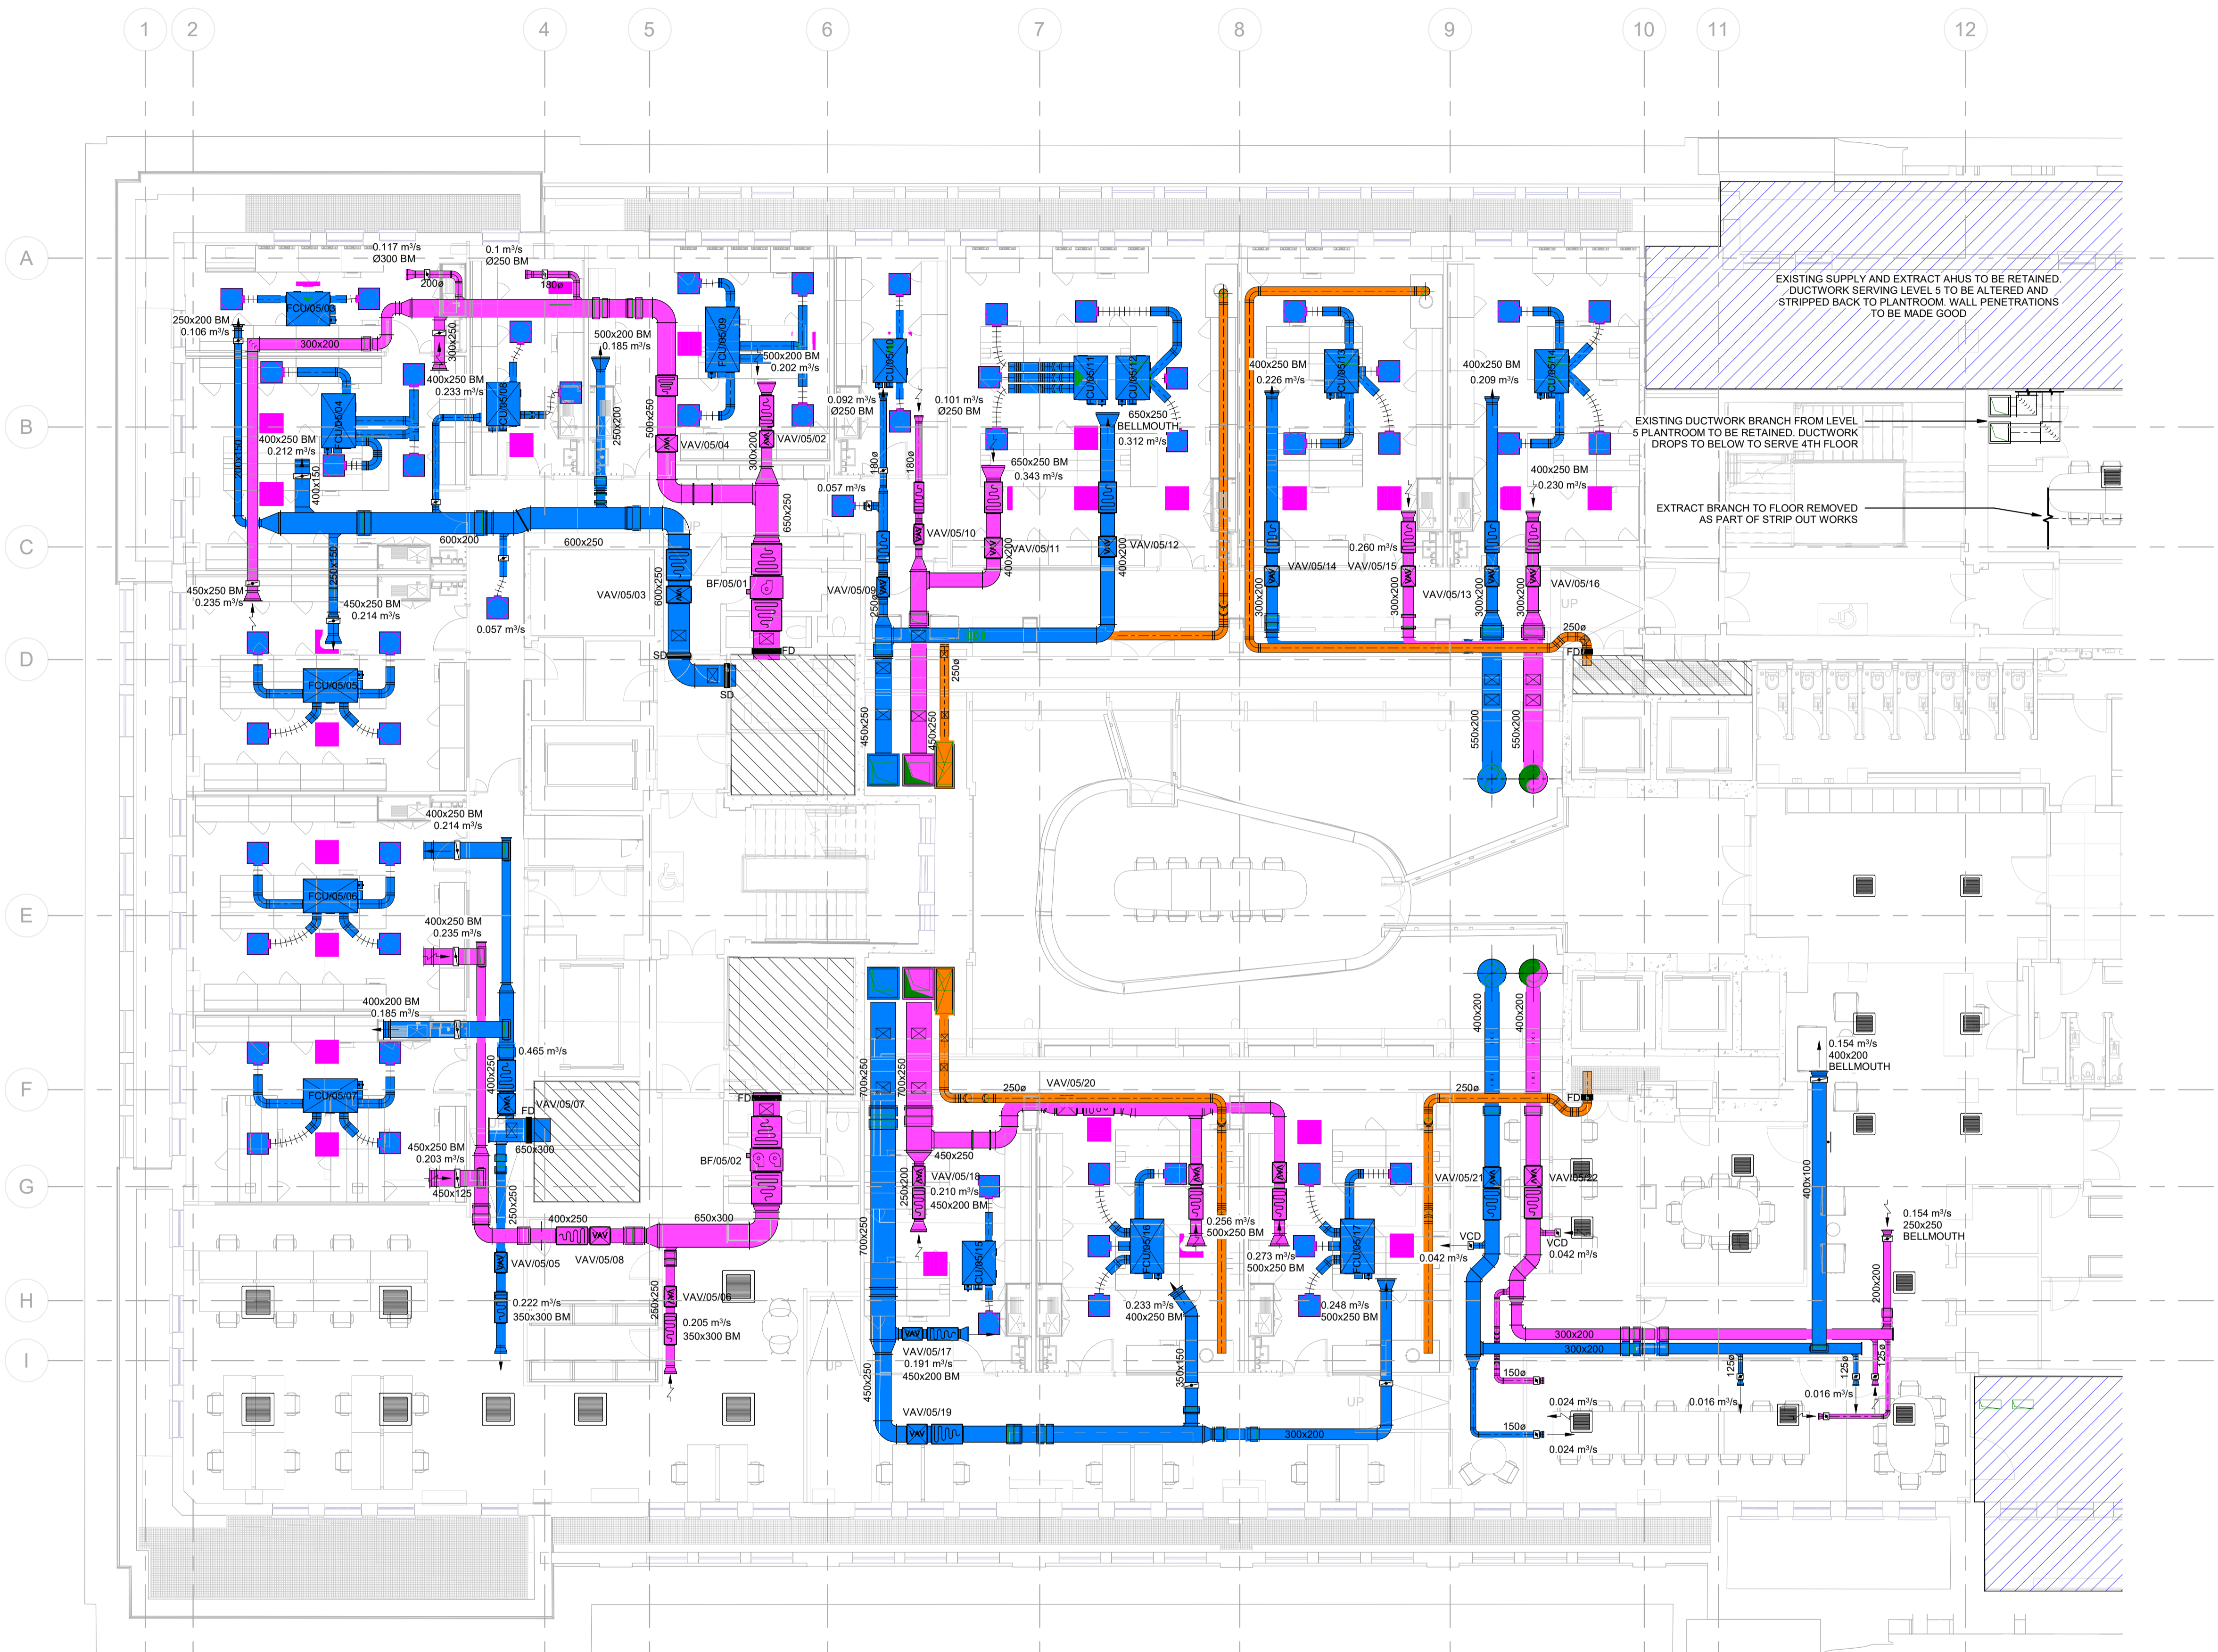 1
2
4
5
6
7
8
9
10
11
12
A
B
C
D
E
F
G
H
I
0.117 m³/s
Ø300 BM
200ø
0.1 m³/s
Ø250 BM
180ø
FCU/05/03
250x200 BM
0.106 m³/s
300x200
300x250
500x200 BM
0.185 m³/s
FCU/05/09
500x200 BM
0.202 m³/s
FCU/05/10
400x250 BM
0.233 m³/s
FCU/05/08
FCU/05/04
400x250 BM
0.212 m³/s
200x150
400x150
250x200
500x250
VAV/05/04
VAV/05/02
300x200
650x250
0.092 m³/s
Ø250 BM
0.101 m³/s
Ø250 BM
180ø
180ø
FCU/05/11
FCU/05/12
650x250
BELLMOUTH
0.312 m³/s
650x250 BM
0.343 m³/s
0.057 m³/s
400x250 BM
0.226 m³/s
FCU/05/13
400x250 BM
0.209 m³/s
FCU/05/14
400x250 BM
0.230 m³/s
EXISTING SUPPLY AND EXTRACT AHUS TO BE RETAINED.
DUCTWORK SERVING LEVEL 5 TO BE ALTERED AND
STRIPPED BACK TO PLANTROOM. WALL PENETRATIONS
TO BE MADE GOOD
EXISTING DUCTWORK BRANCH FROM LEVEL
5 PLANTROOM TO BE RETAINED. DUCTWORK
DROPS TO BELOW TO SERVE 4TH FLOOR
EXTRACT BRANCH TO FLOOR REMOVED
AS PART OF STRIP OUT WORKS
600x200
600x250
UP
VAV
VAV/05/10
VAV/05/11
VAV/05/12
400x200
400x200
0.260 m³/s
VAV/05/14
VAV/05/15
VAV/05/13
VAV/05/16
300x200
300x200
300x200
300x200
UP
250x150
450x250 BM
0.235 m³/s
450x250 BM
0.214 m³/s
0.057 m³/s
VAV/05/03
600x250
BF/05/01
VAV/05/09
250ø
SD
FD
SD
FCU/05/05
250ø
450x250
450x250
250ø
FD
550x200
550x200
400x250 BM
0.214 m³/s
FCU/05/06
400x250 BM
0.235 m³/s
400x200 BM
0.185 m³/s
0.465 m³/s
400x250
FCU/05/07
VAV/05/07
FD
650x300
450x250 BM
0.203 m³/s
450x125
250x250
400x250
VAV
VAV/05/08
650x300
VAV/05/05
0.222 m³/s
350x300 BM
250x250
VAV/05/06
0.205 m³/s
350x300 BM
FD
BF/05/02
700x250
700x250
250ø
VAV/05/20
250ø
FD
400x200
400x200
450x250
250x200
VAV/05/18
0.210 m³/s
450x200 BM
700x250
FCU/05/15
FCU/05/16
0.256 m³/s
500x250 BM
0.273 m³/s
500x250 BM
FCU/05/17
0.233 m³/s
400x250 BM
0.248 m³/s
500x250 BM
VAV
VAV/05/17
0.191 m³/s
450x200 BM
450x250
350x150
VAV/05/19
VAV
300x200
UP
UP
VAV/05/21
VAV/05/22
VCD
0.042 m³/s
VCD
0.042 m³/s
0.154 m³/s
400x200
BELLMOUTH
400x100
0.154 m³/s
250x250
BELLMOUTH
200x200
300x200
300x200
150ø
150ø
125ø
125ø
125ø
0.024 m³/s
0.024 m³/s
0.016 m³/s
0.016 m³/s